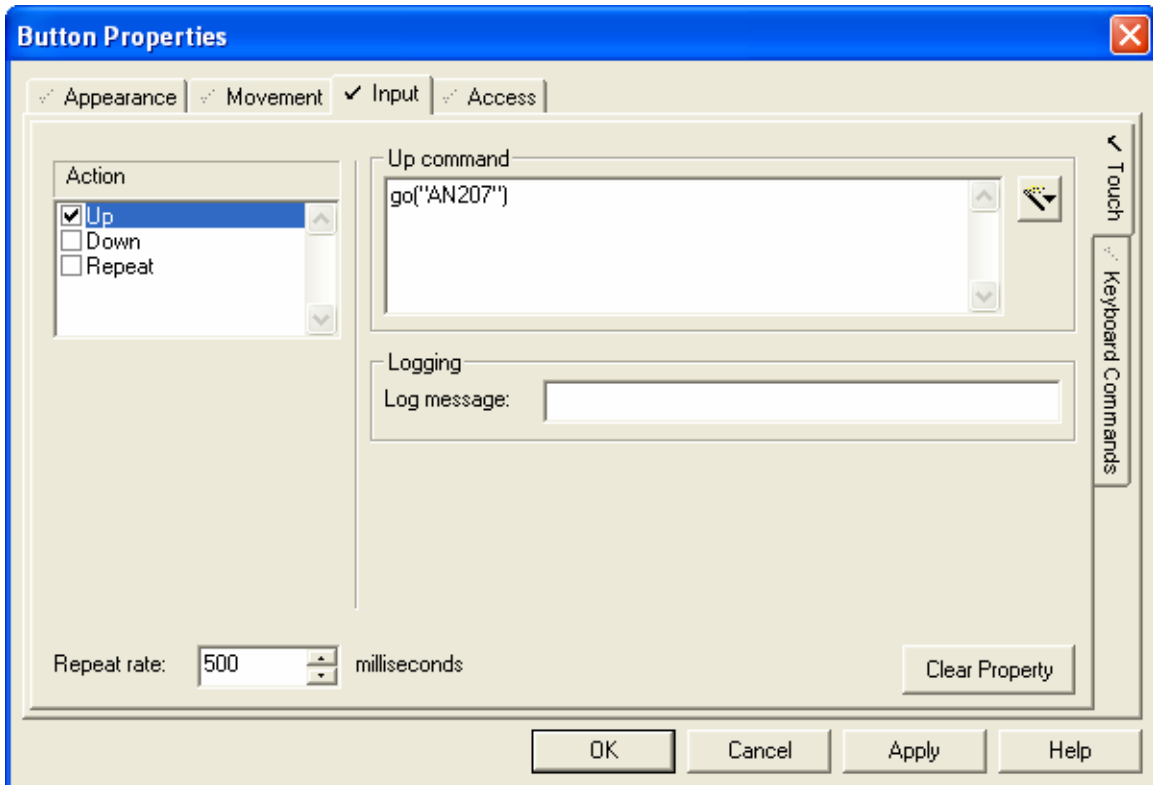 Button Properties
Appearance Movement Input Access
Action
Up
Down
Repeat
Up command
go("AN207")
Logging
Log message:
Touch
Keyboard Commands
Repeat rate: 500 milliseconds
Clear Property
OK Cancel Apply Help